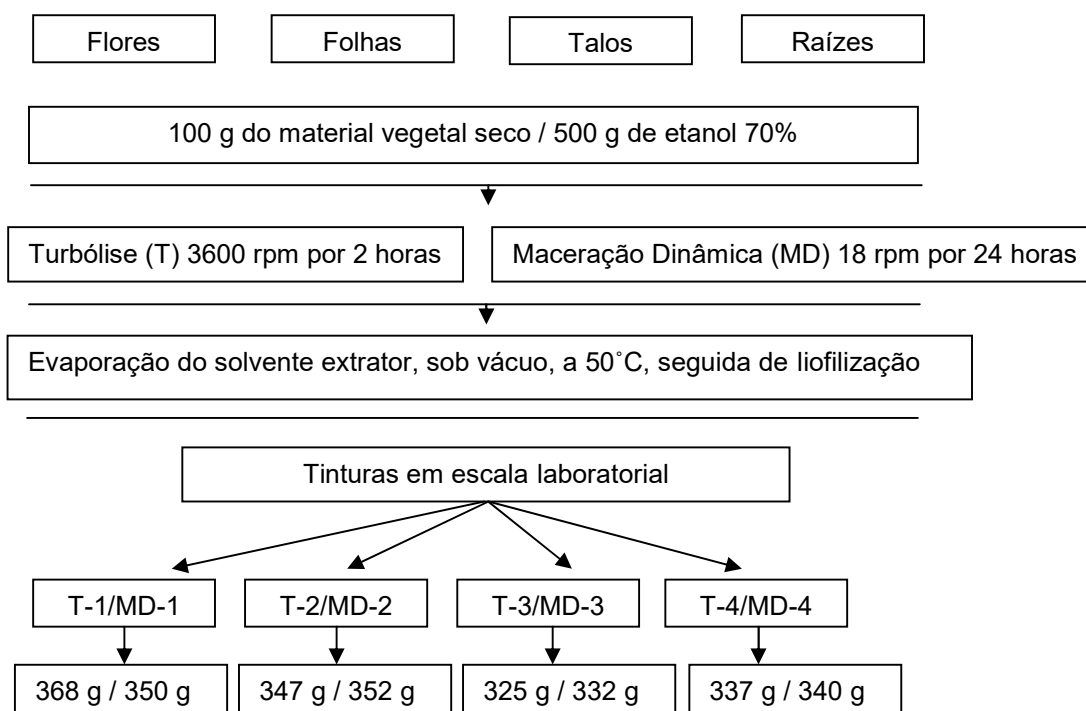 Flores
Folhas
Talos
Raízes
100 g do material vegetal seco / 500 g de etanol 70%
Turbólise (T) 3600 rpm por 2 horas
Maceração Dinâmica (MD) 18 rpm por 24 horas
Evaporação do solvente extrator, sob vácuo, a 50˚C, seguida de liofilização
Tinturas em escala laboratorial
T-1/MD-1
T-2/MD-2
T-3/MD-3
T-4/MD-4
368 g / 350 g
347 g / 352 g
325 g / 332 g
337 g / 340 g